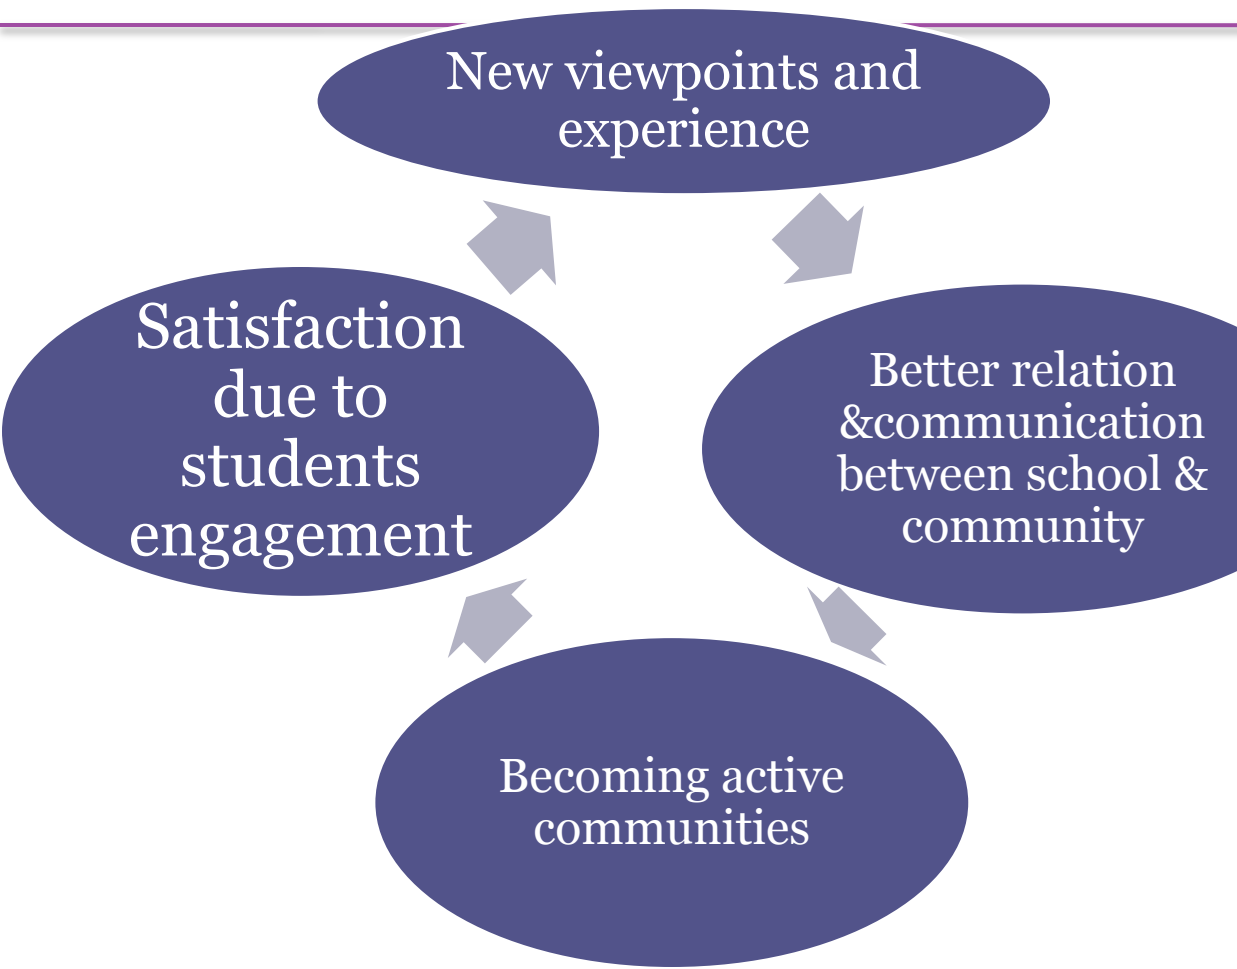 New viewpoints and
experience
Better relation
&communication
between school &
community
Becoming active
communities
Satisfaction
due to
students
engagement